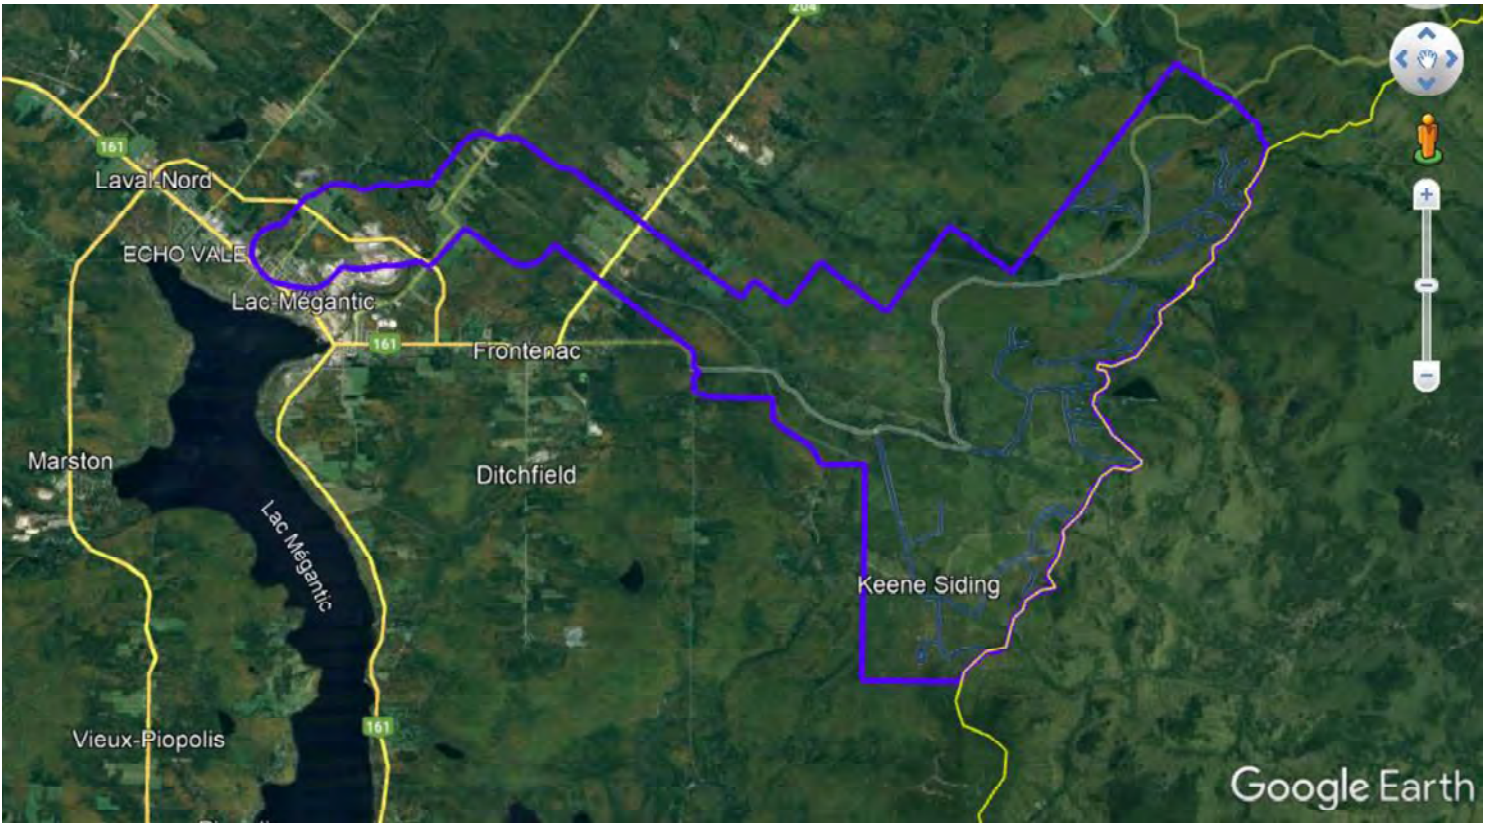 204
161
Laval-Nord
ECHO VALE
Lac-Mégantic
161
Frontenac
Marston
Ditchfield
Lac Mégantic
Keene Siding
161
Vieux-Piopolis
Google Earth